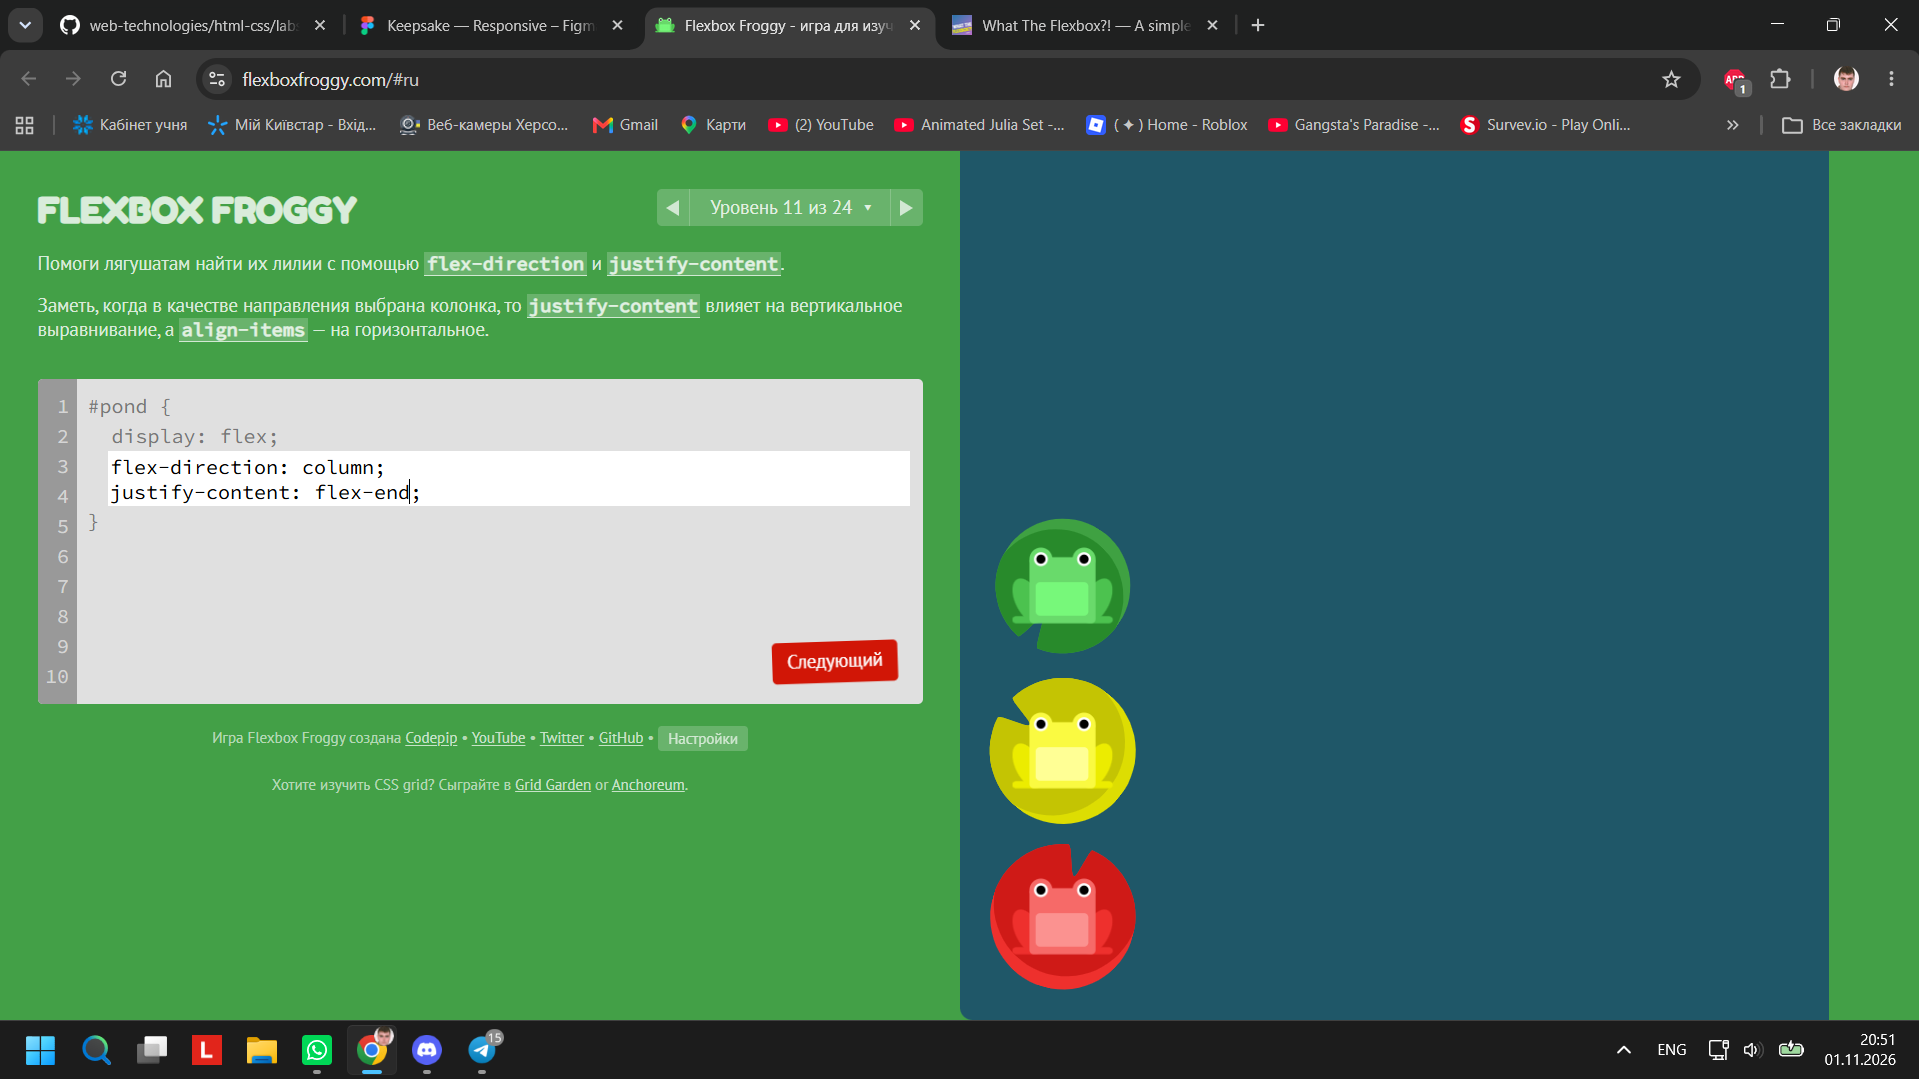 web-technologies/html-css/lab
Keepsake — Responsive – Figm
Flexbox Froggy - игра для изуч
What The Flexbox?! — A simple
flexboxfroggy.com/#ru
1
Кабінет учня
Мій Київстар - Вхід...
Веб-камеры Херсо...
Gmail
Карти
(2) YouTube
Animated Julia Set -...
( ✦ ) Home - Roblox
Gangsta's Paradise -...
Survev.io - Play Onli...
»
Все закладки
FLEXBOX FROGGY
Уровень 11 из 24
Помоги лягушатам найти их лилии с помощью flex-direction и justify-content.
Заметь, когда в качестве направления выбрана колонка, то justify-content влияет на вертикальное
выравнивание, а align-items — на горизонтальное.
1 #pond {
2 display: flex;
3 flex-direction: column;
4 justify-content: flex-end;
5 }
6
7
8
9
10
Следующий
Игра Flexbox Froggy создана Codepip • YouTube • Twitter • GitHub • Настройки
Хотите изучить CSS grid? Сыграйте в Grid Garden or Anchoreum.
L
15
ENG
20:51
01.11.2026